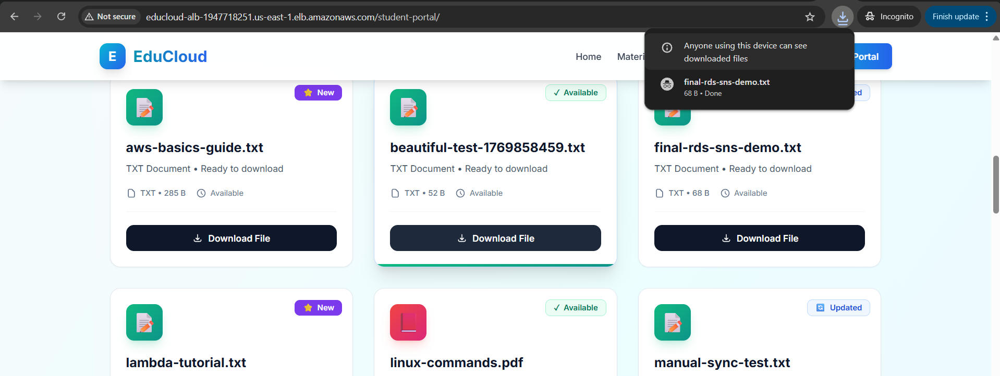 Not secure
educloud-alb-1947718251.us-east-1.elb.amazonaws.com/student-portal/
Incognito
Finish update
Anyone using this device can see
downloaded files
final-rds-sns-demo.txt
68 B • Done
E
EduCloud
Home
Materi
Portal
New
aws-basics-guide.txt
TXT Document • Ready to download
TXT • 285 B
Available
Download File
✓ Available
beautiful-test-1769858459.txt
TXT Document • Ready to download
TXT • 52 B
Available
Download File
ed
final-rds-sns-demo.txt
TXT Document • Ready to download
TXT • 68 B
Available
Download File
New
lambda-tutorial.txt
✓ Available
linux-commands.pdf
Updated
manual-sync-test.txt